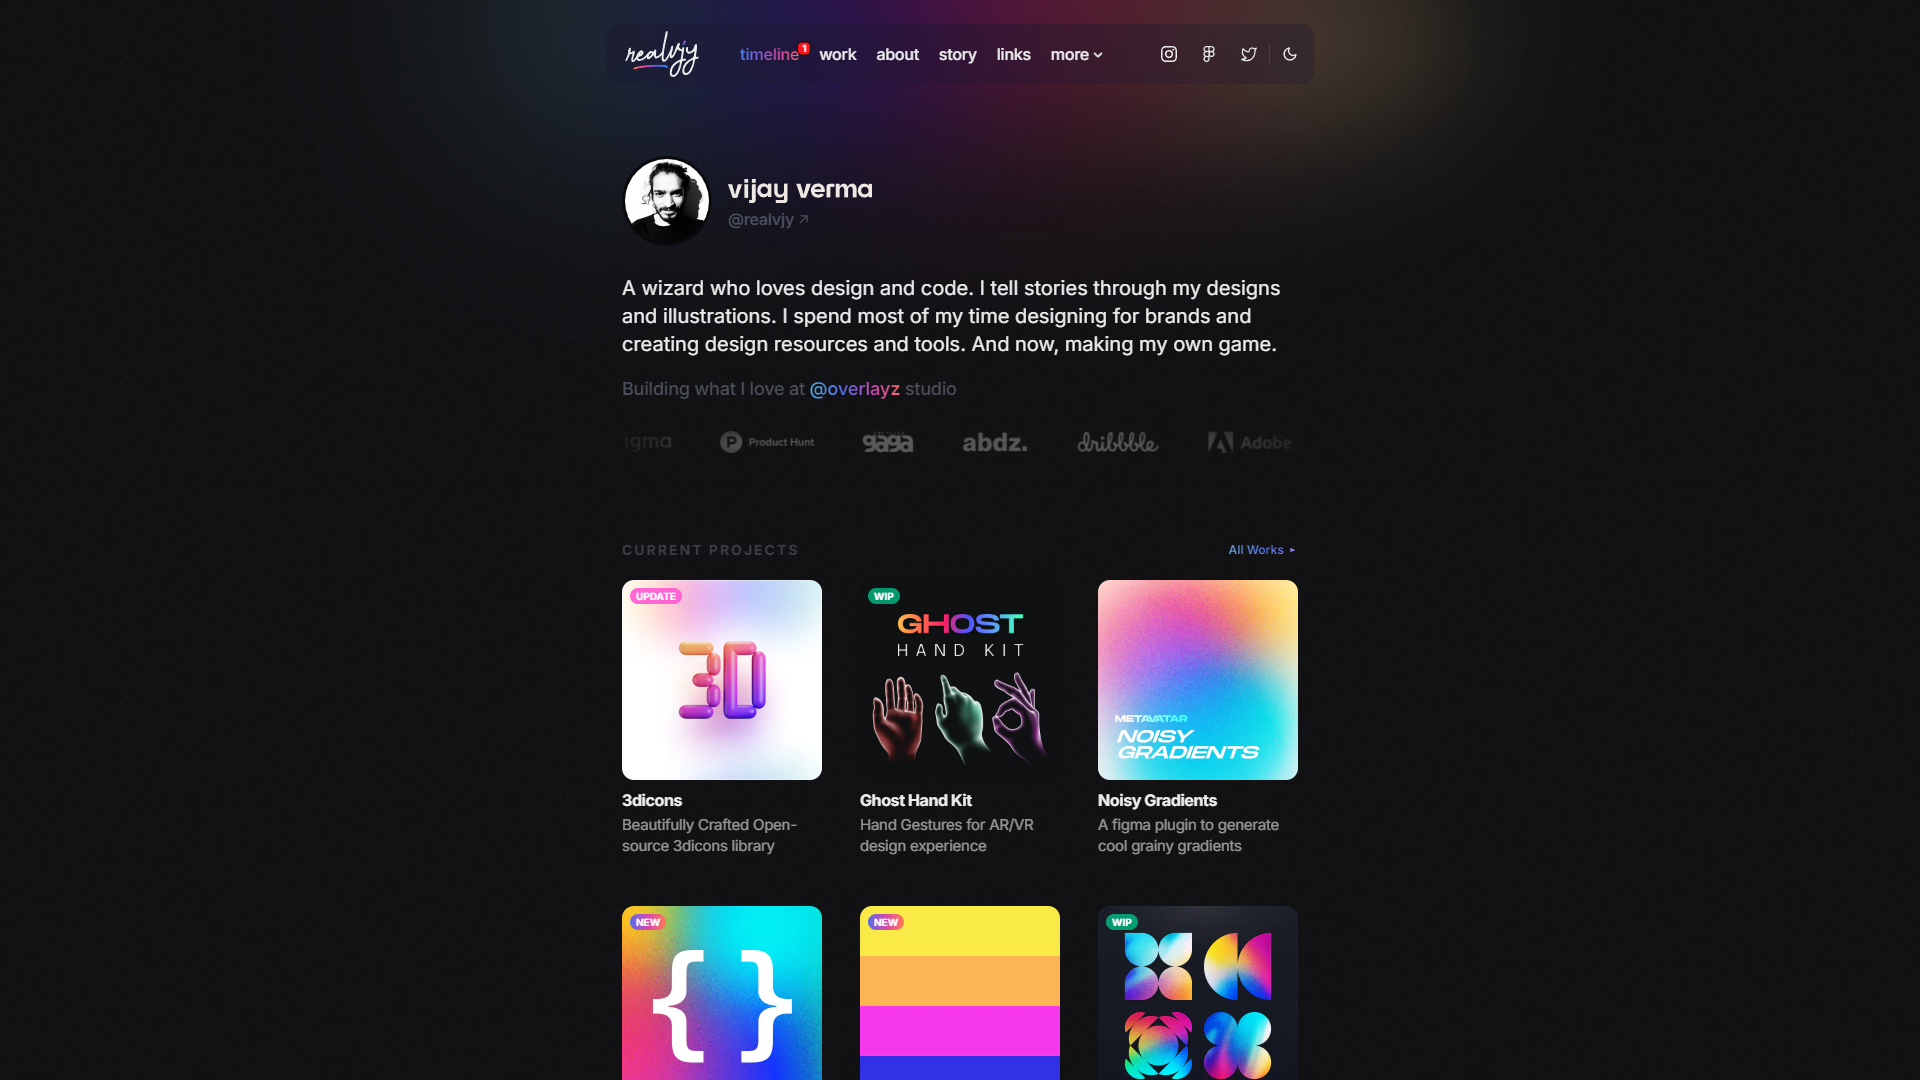 realvjy
timeline 1 work about story links more
vijay verma
@realvjy ↗
A wizard who loves design and code. I tell stories through my designs
and illustrations. I spend most of my time designing for brands and
creating design resources and tools. And now, making my own game.
Building what I love at @overlayz studio
igma Product Hunt gaga abdz. dribbble Adobe
CURRENT PROJECTS
All Works ▸
UPDATE
3D
WIP
GHOST
HAND KIT
METAVATAR
NOISY
GRADIENTS
3dicons
Beautifully Crafted Open-
source 3dicons library
Ghost Hand Kit
Hand Gestures for AR/VR
design experience
Noisy Gradients
A figma plugin to generate
cool grainy gradients
NEW
{ }
NEW
WIP